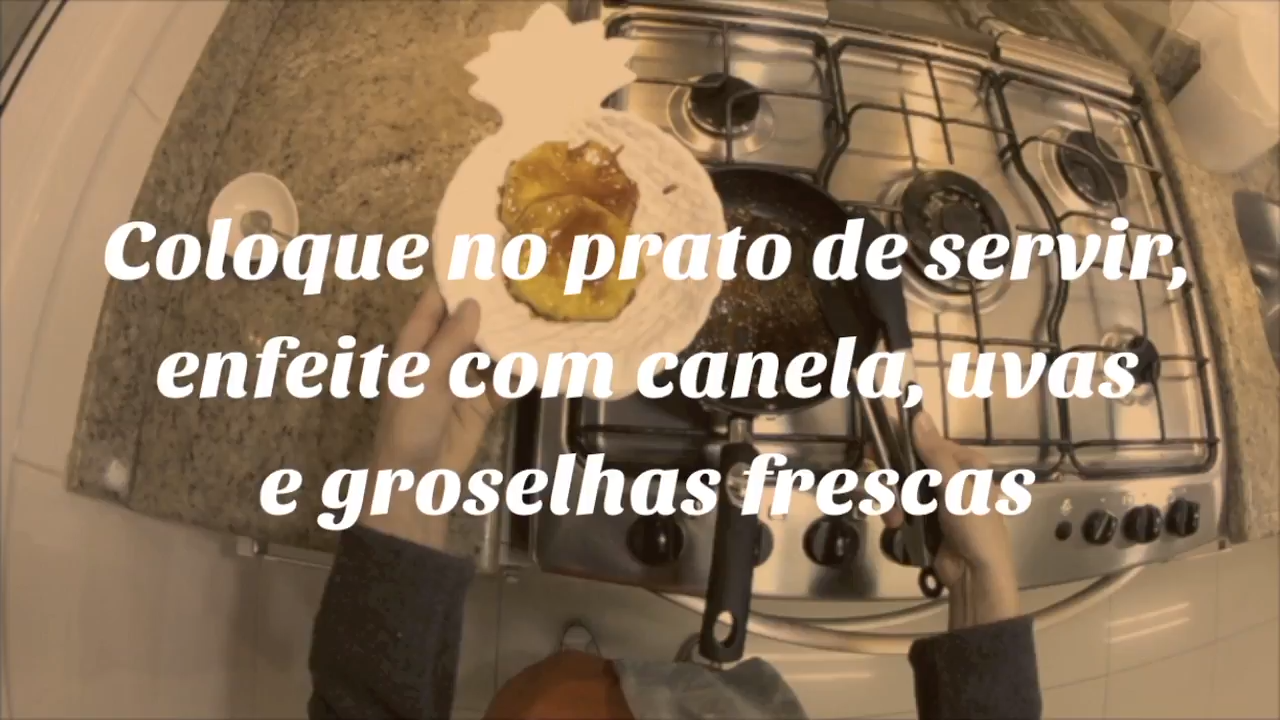 Coloque no prato de servir,
enfeite com canela, uvas
e groselhas frescas